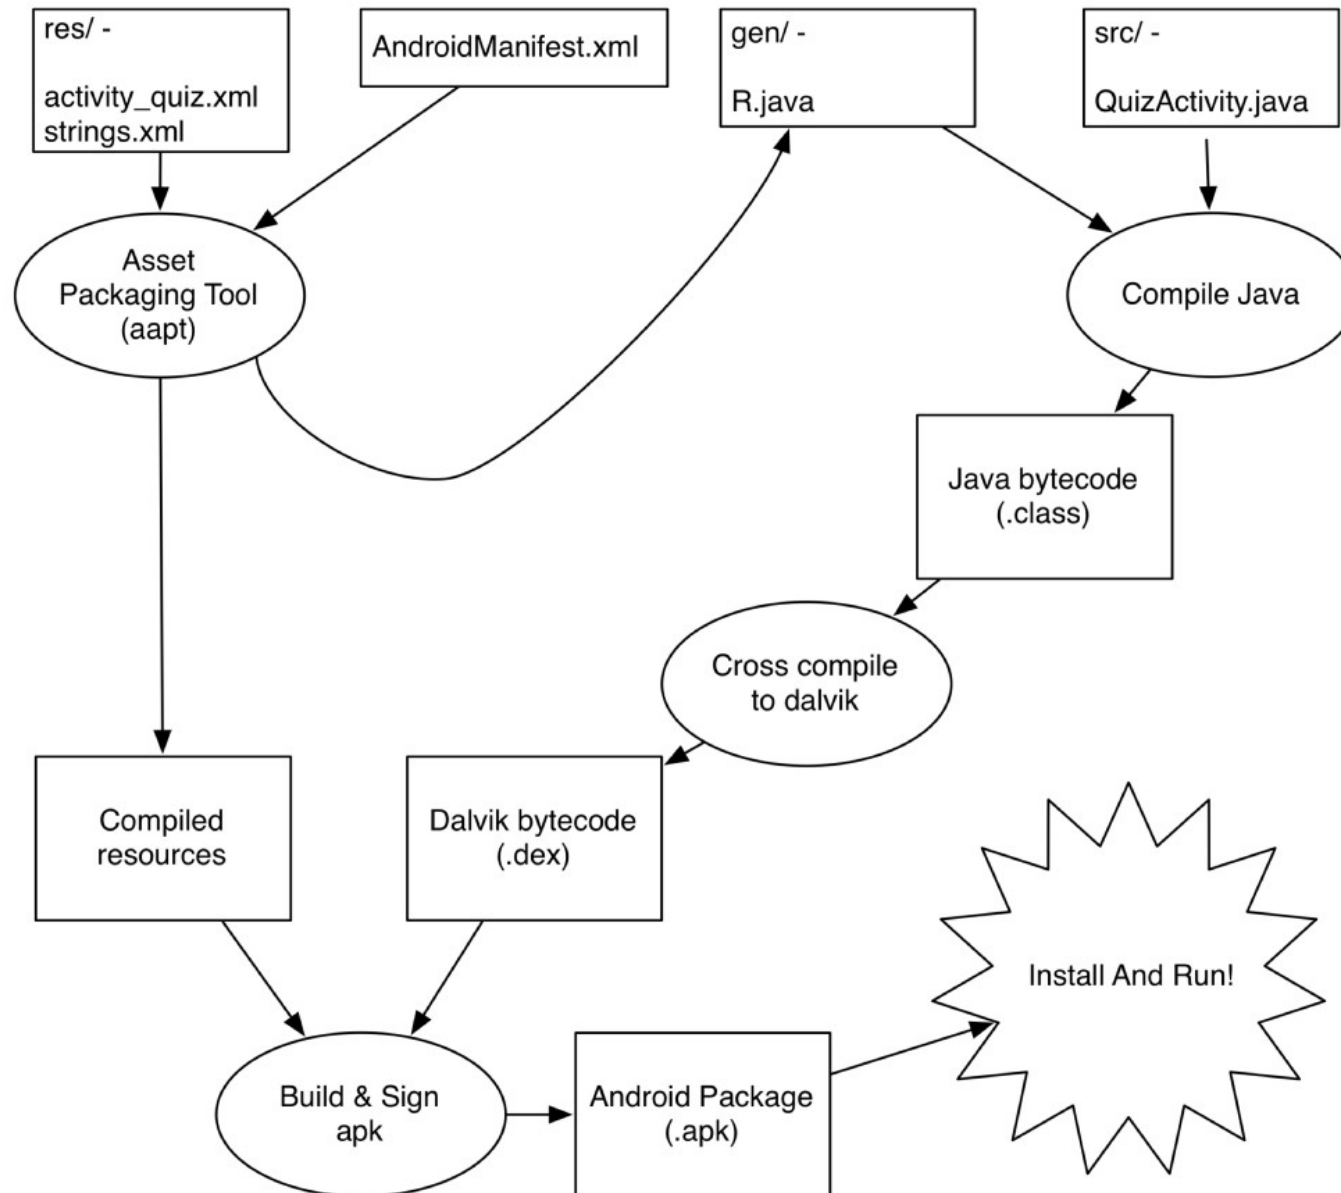 res/ -
activity_quiz.xml
strings.xml
AndroidManifest.xml
gen/ -
R.java
src/ -
QuizActivity.java
Asset
Packaging Tool
(aapt)
Compile Java
Java bytecode
(.class)
Cross compile
to dalvik
Compiled
resources
Dalvik bytecode
(.dex)
Install And Run!
Build & Sign
apk
Android Package
(.apk)